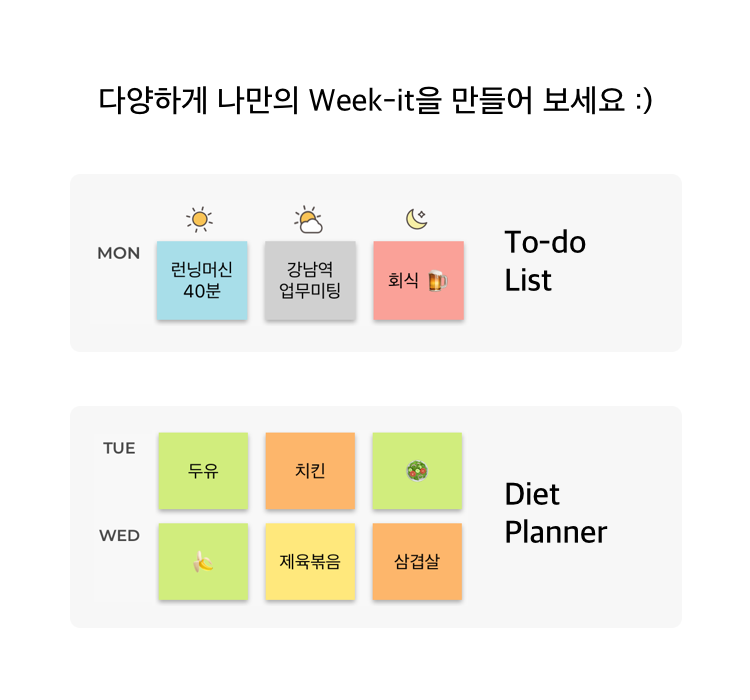 다양하게 나만의 Week-it을 만들어 보세요 :)
MON
런닝머신
40분
강남역
업무미팅
회식 🍺
To-do
List
TUE
두유
치킨
🥗
WED
🍌
제육볶음
삼겹살
Diet
Planner